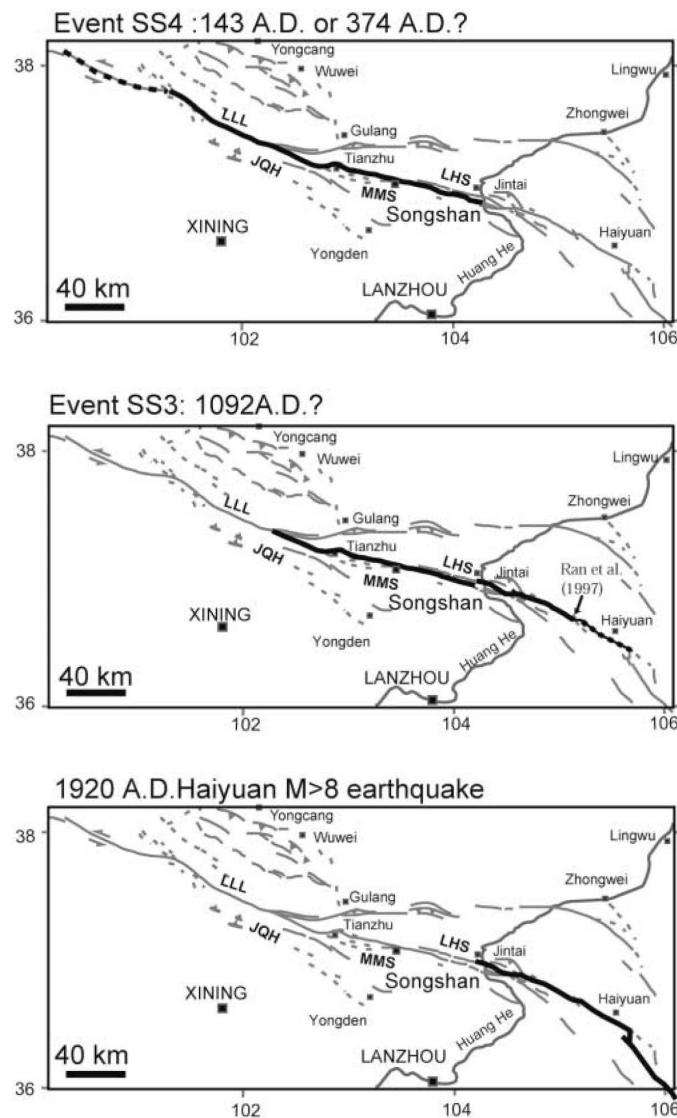 Event SS4 :143 A.D. or 374 A.D.?
38
Yongcang
Wuwei
Lingwu
Zhongwei
LLL
Gulang
Tianzhu
JQH
LHS
Jintai
MMS
Songshan
XINING
Haiyuan
Yongden
Huang He
40 km
LANZHOU
36
102
104
106
Event SS3: 1092A.D.?
38
Yongcang
Wuwei
Lingwu
Zhongwei
LLL
Gulang
Tianzhu
JQH
LHS
Jintai
Ran et al.
(1997)
MMS
Songshan
XINING
Haiyuan
Yongden
Huang He
40 km
LANZHOU
36
102
104
106
1920 A.D.Haiyuan M>8 earthquake
38
Yongcang
Wuwei
Lingwu
Zhongwei
LLL
Gulang
Tianzhu
JQH
LHS
Jintai
MMS
Songshan
XINING
Haiyuan
Yongden
Huang He
40 km
LANZHOU
36
102
104
106